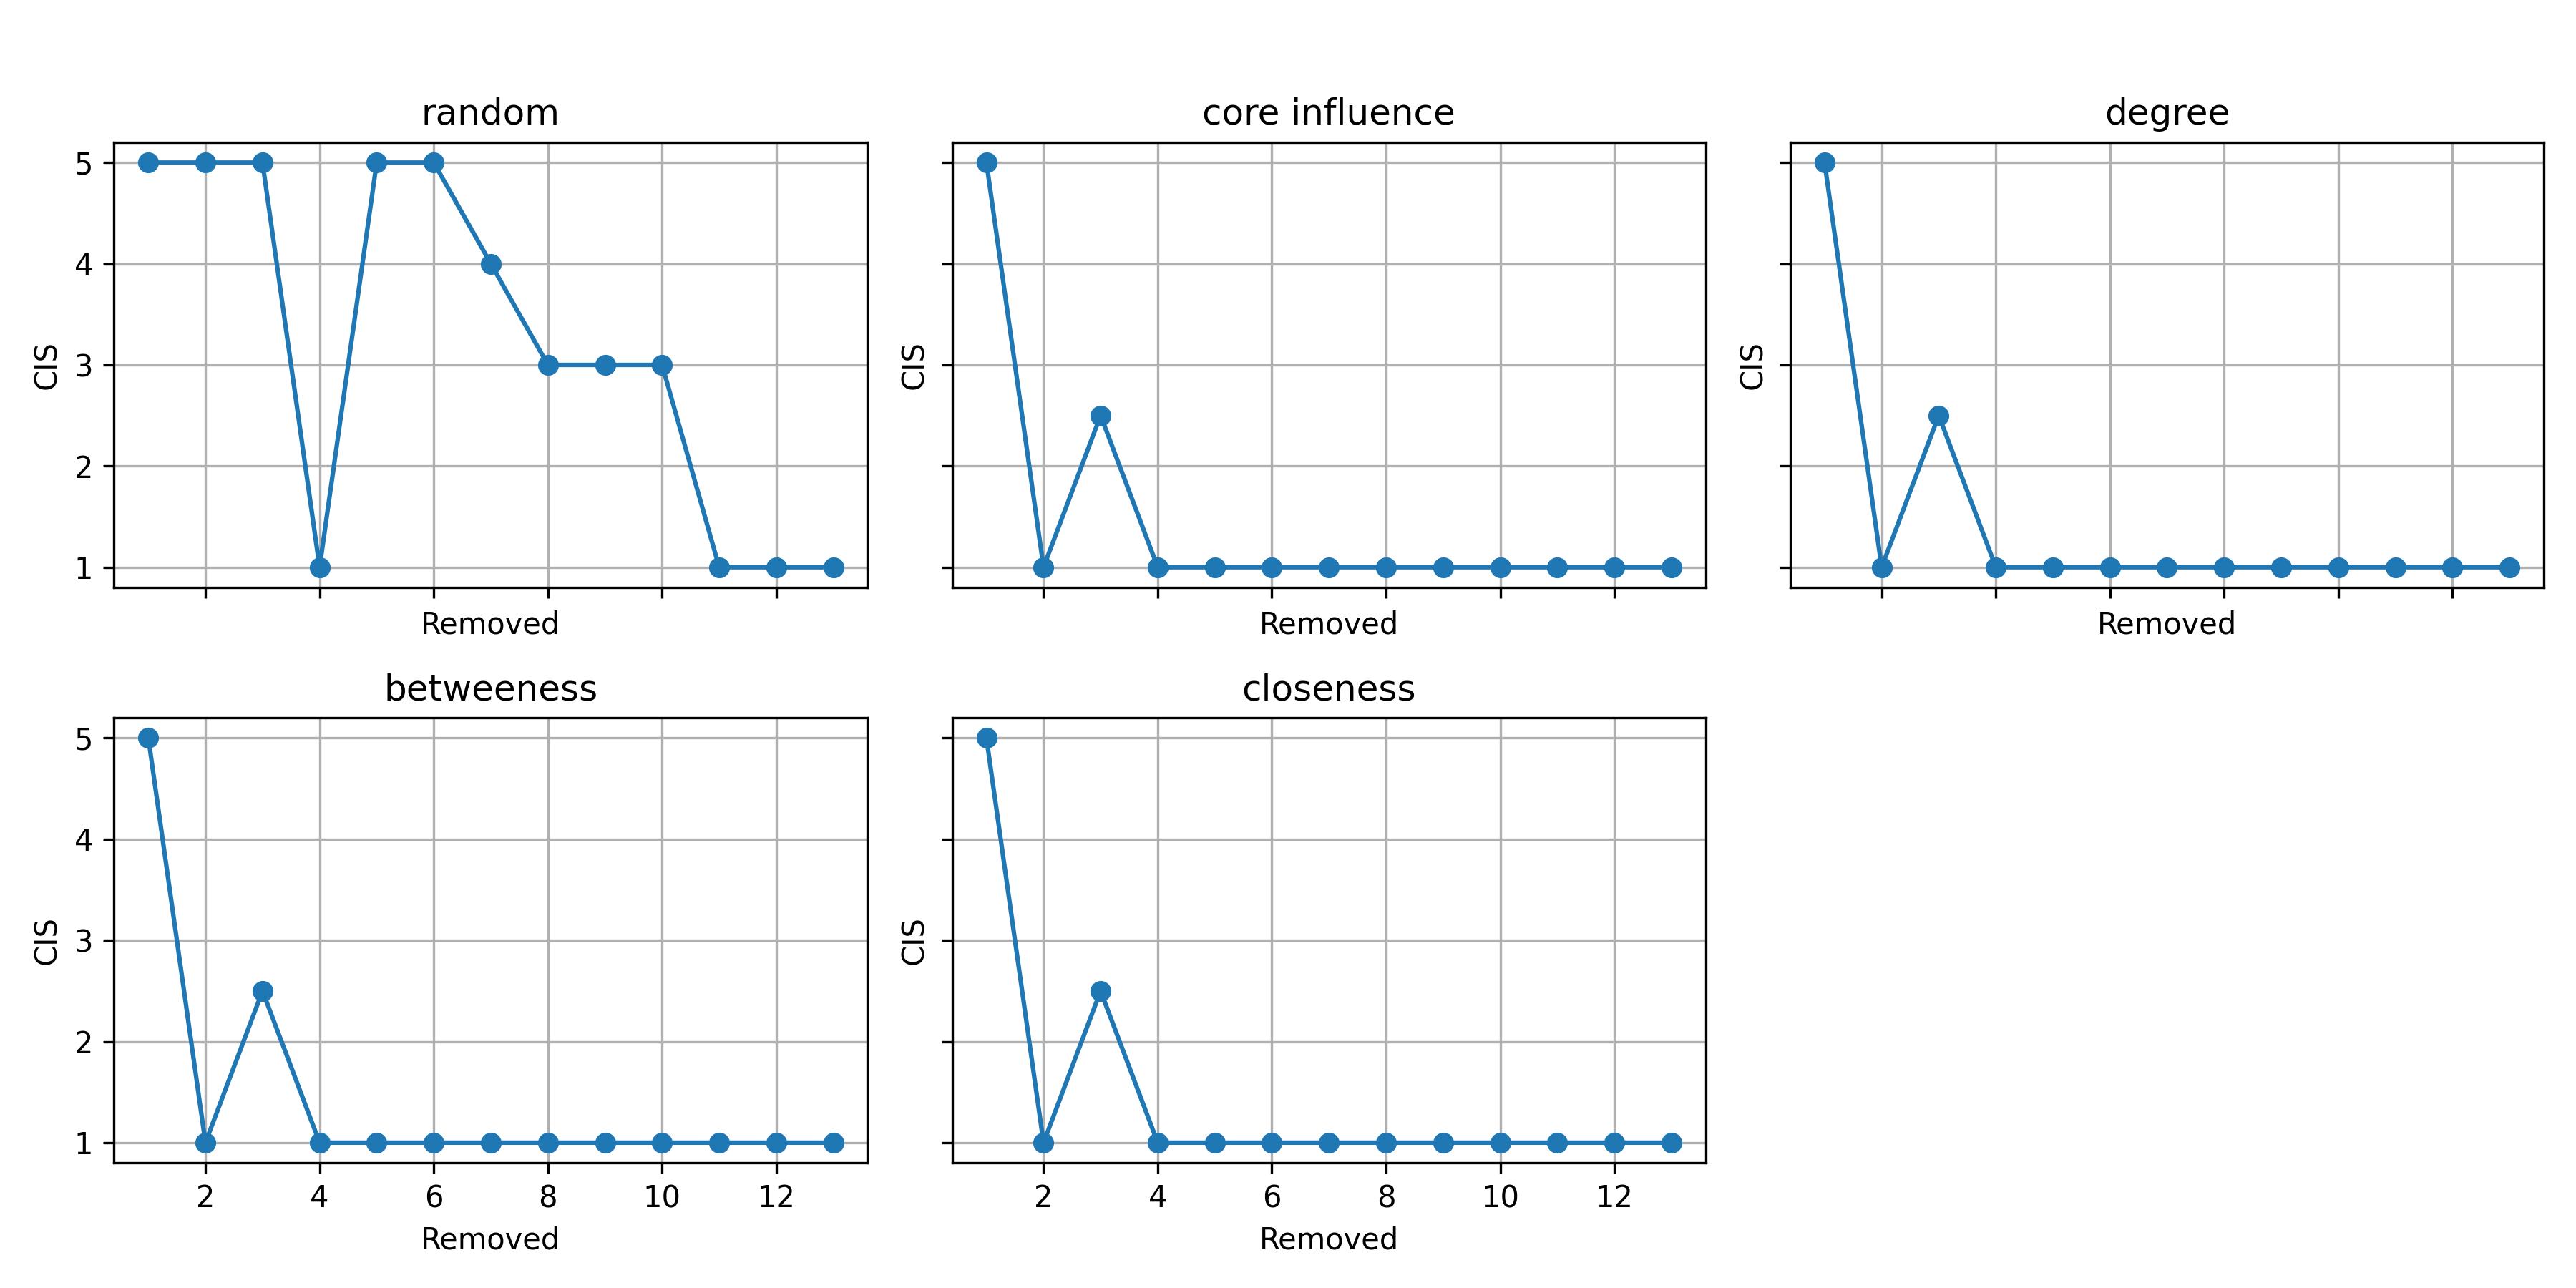 random
core influence
degree
5
4
3
2
1
CIS
CIS
CIS
Removed
Removed
Removed
betweeness
closeness
5
4
3
2
1
CIS
CIS
2 4 6 8 10 12
2 4 6 8 10 12
Removed
Removed